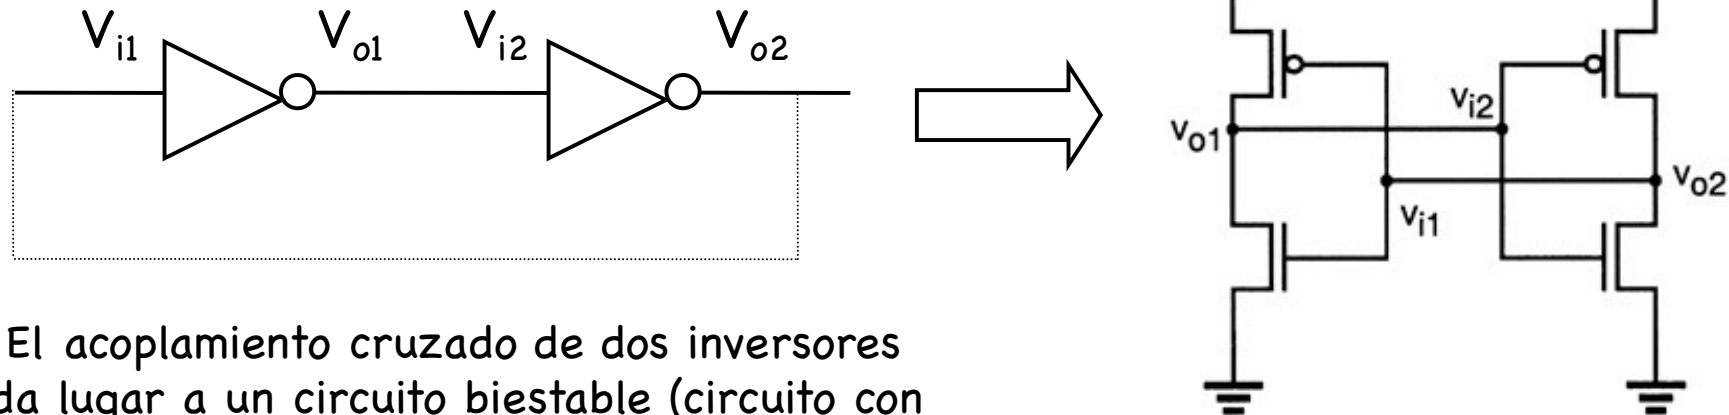 Vi1
Vo1
Vi2
Vo2
vi2
vo1
vo2
vi1
El acoplamiento cruzado de dos inversores
da lugar a un circuito biestable (circuito con